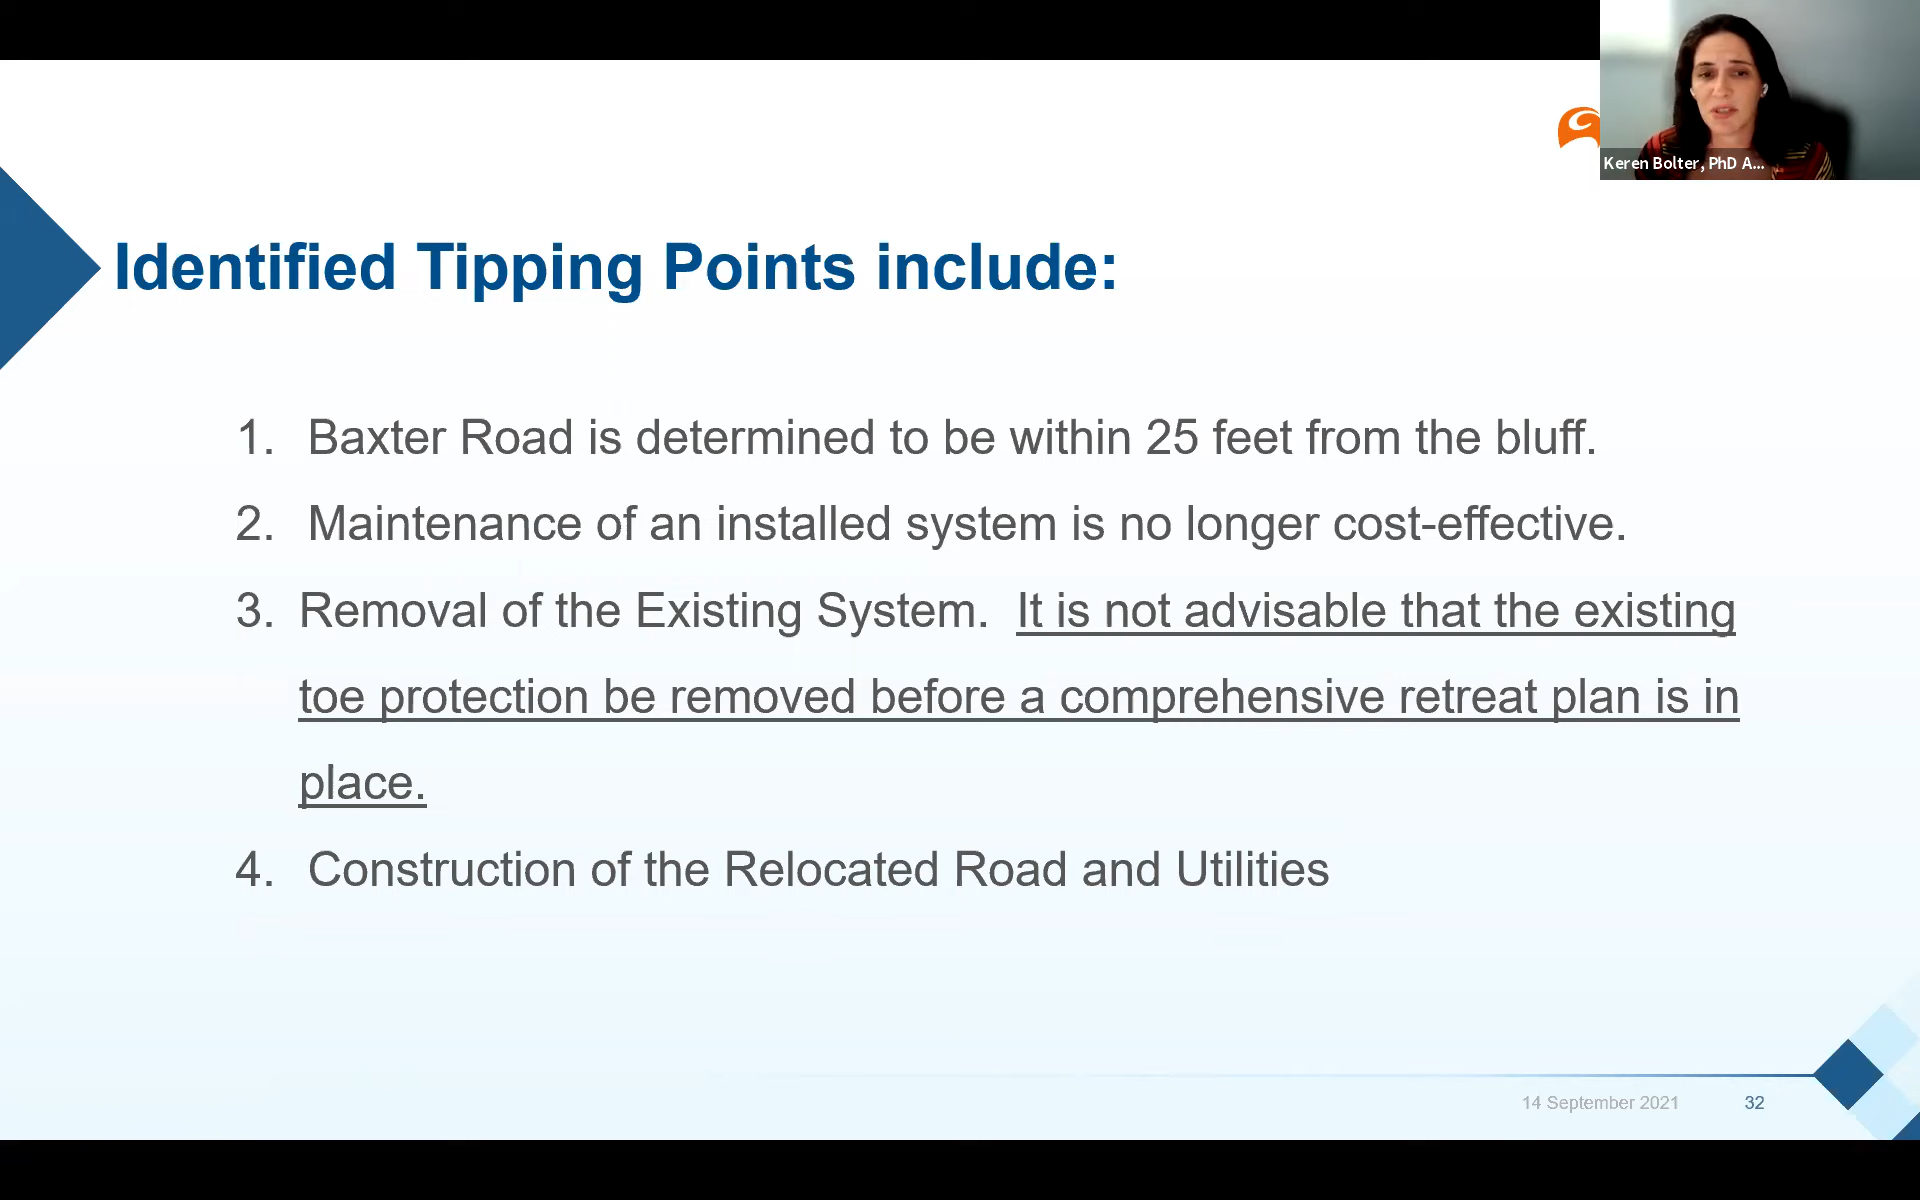 Keren Bolter, PhD A...
Identified Tipping Points include:
1. Baxter Road is determined to be within 25 feet from the bluff.
2. Maintenance of an installed system is no longer cost-effective.
3. Removal of the Existing System. It is not advisable that the existing
toe protection be removed before a comprehensive retreat plan is in
place.
4. Construction of the Relocated Road and Utilities
14 September 2021 32